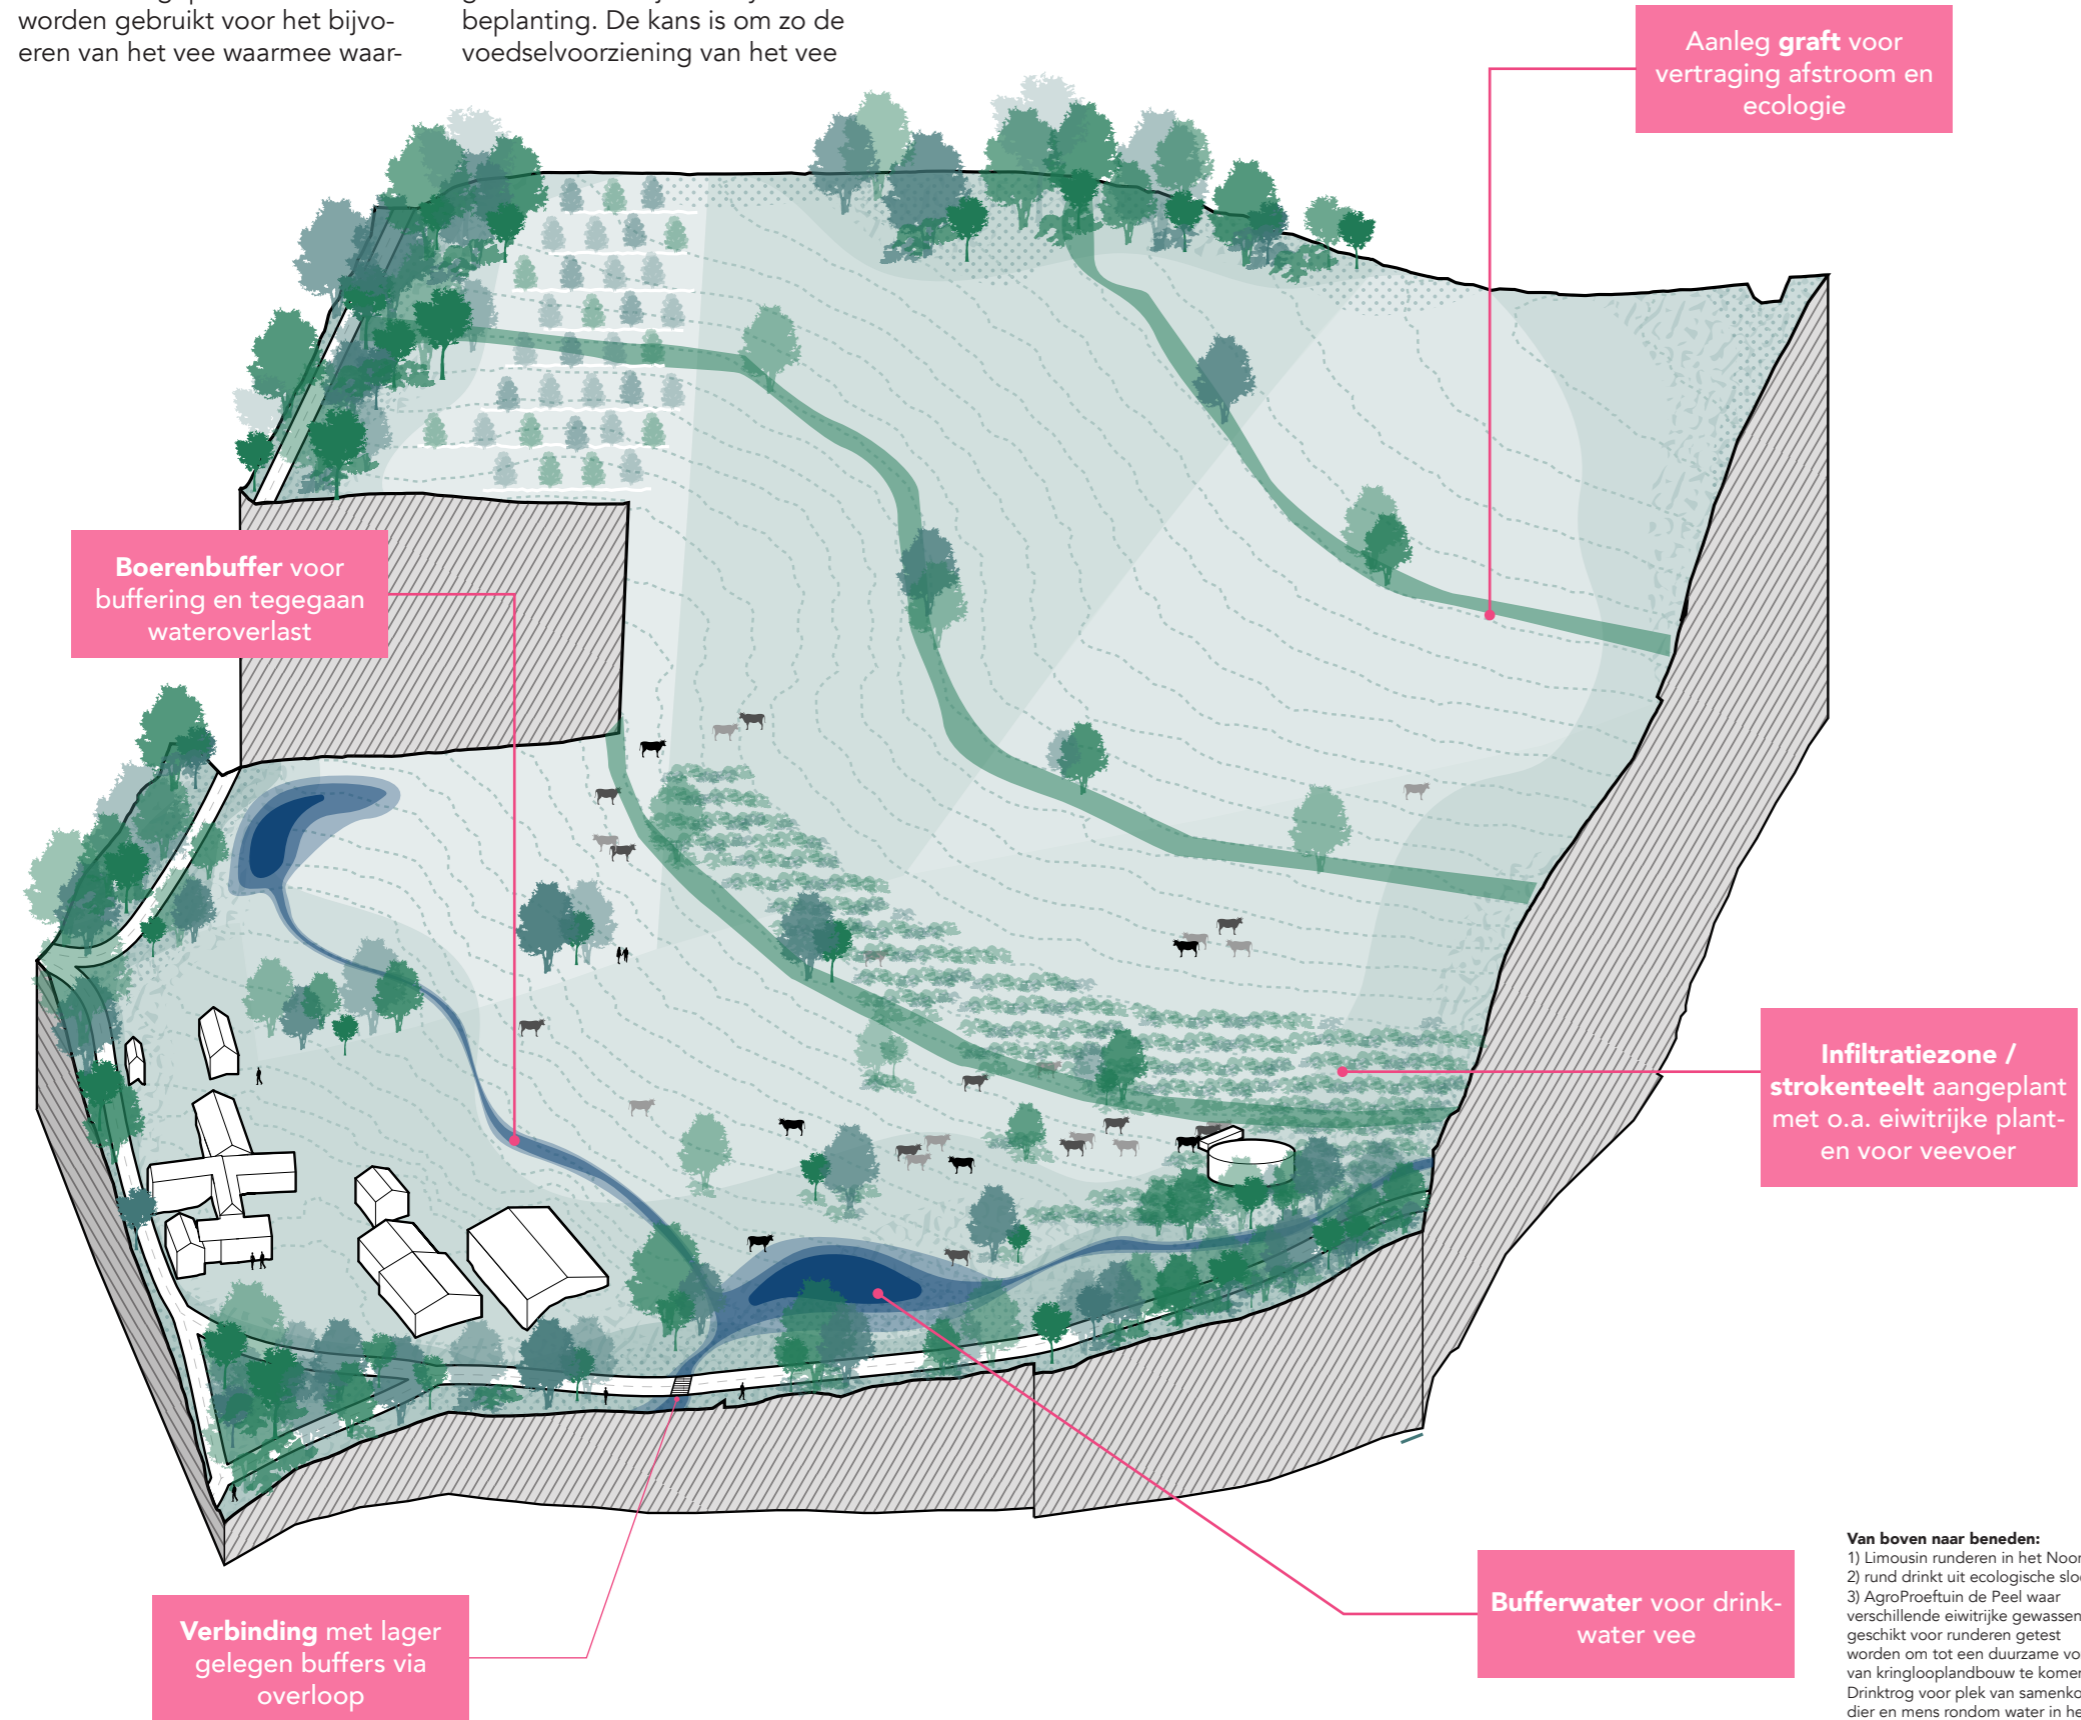 worden gebruikt voor het bijvo-
eren van het vee waarmee waar-
beplanting. De kans is om zo de
voedselvoorziening van het vee
Aanleg graft voor
vertraging afstroom en
ecologie
Boerenbuffer voor
buffering en tegegaan
wateroverlast
Infiltratiezone /
strokenteelt aangeplant
met o.a. eiwitrijke plant-
en voor veevoer
Bufferwater voor drink-
water vee
Verbinding met lager
gelegen buffers via
overloop
Van boven naar beneden:
1) Limousin runderen in het
2) rund drinkt uit ecologische
3) AgroProeftuin de Peel waar
verschillende eiwitrijke gewassen
geschikt voor runderen getest
worden om tot een duurzame
van kringlooplandbouw te
Drinktrog voor plek van
dier en mens rondom water in